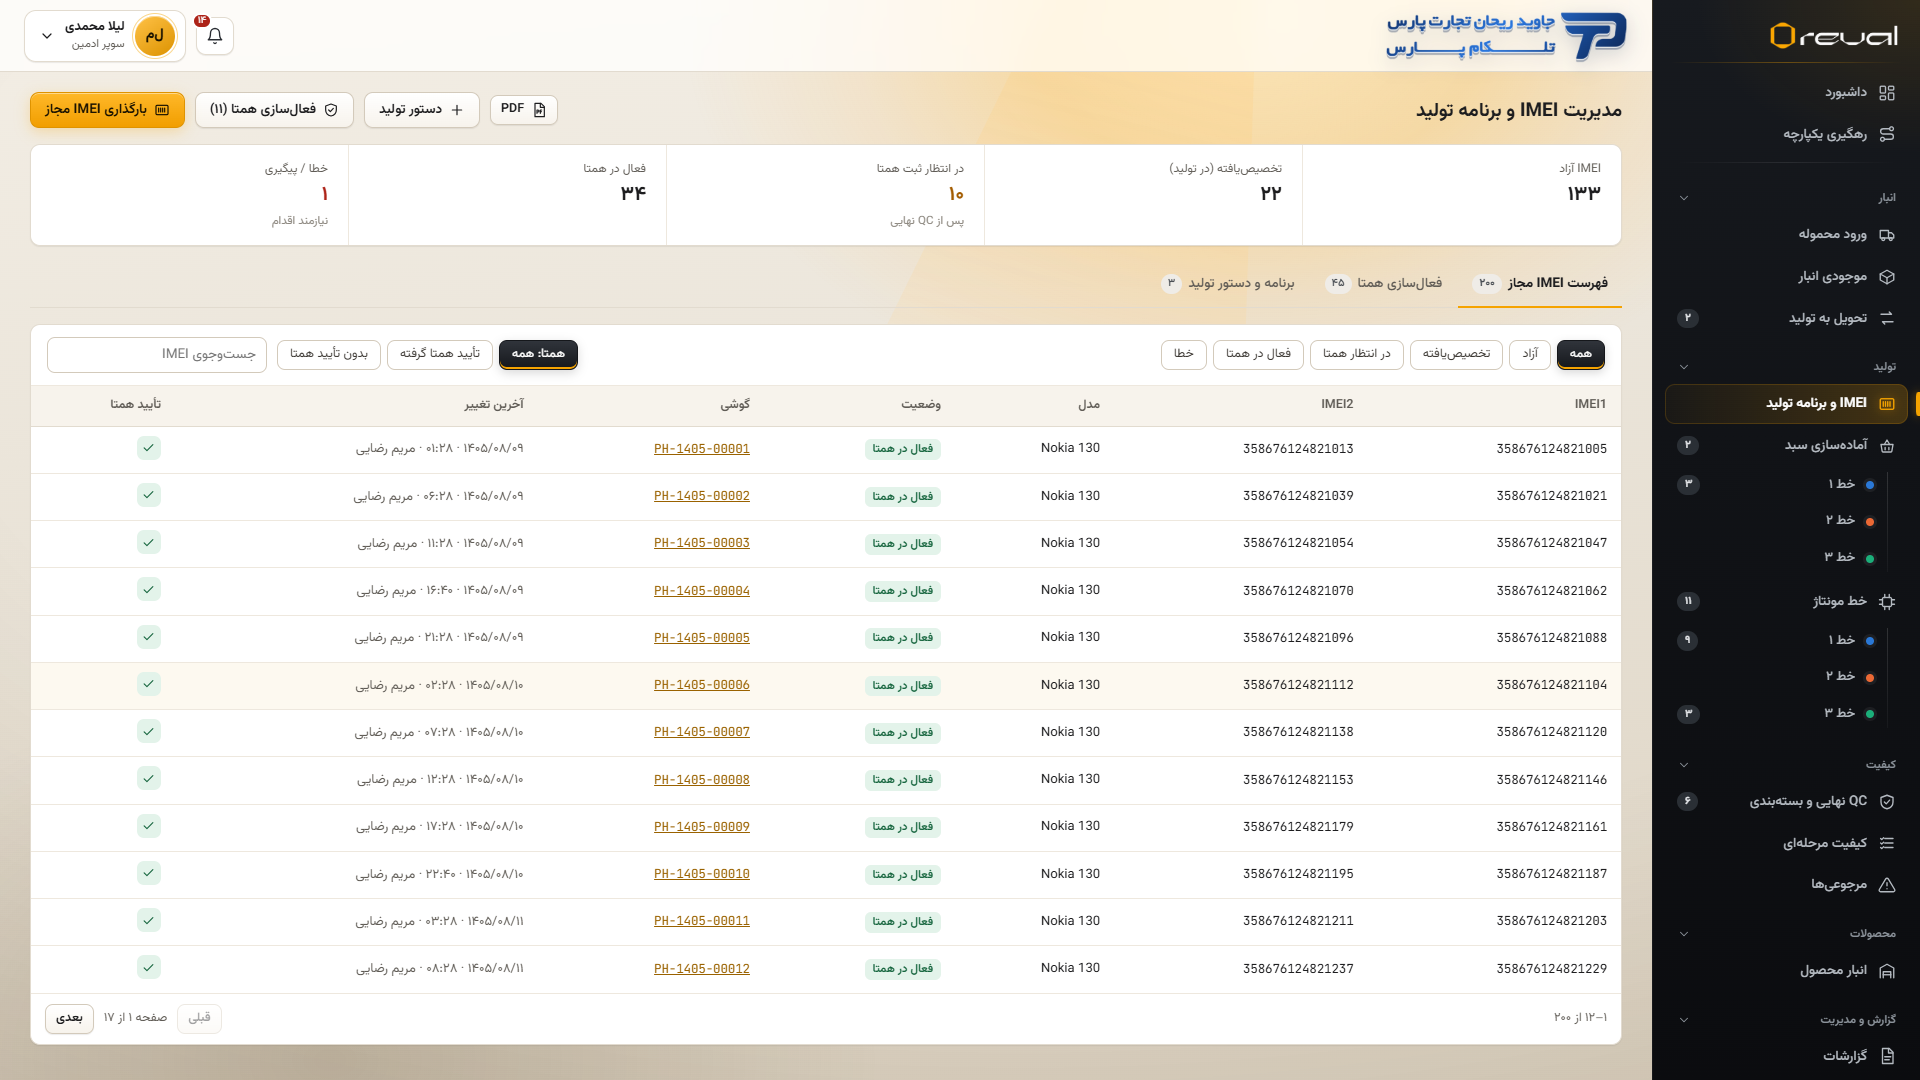 Oreval
داشبورد
رهگیری یکپارچه
انبار
ورود محموله
موجودی انبار
تحویل به تولید ۲
تولید
IMEI و برنامه تولید
آماده‌سازی سبد ۲
خط ۱ ۳
خط ۲
خط ۳
خط مونتاژ ۱۱
خط ۱ ۹
خط ۲
خط ۳ ۳
کیفیت
QC نهایی و بسته‌بندی ۶
کیفیت مرحله‌ای
مرجوعی‌ها
محصولات
انبار محصول
گزارش و مدیریت
گزارشات
جاوید ریحان تجارت پارس
تلکام پارس
۱۴
لیلا محمدی
سوپر ادمین
ل‌م
مدیریت IMEI و برنامه تولید
PDF
دستور تولید
فعال‌سازی همتا (۱۱)
بارگذاری IMEI مجاز
IMEI آزاد
۱۳۳
تخصیص‌یافته (در تولید)
۲۲
در انتظار ثبت همتا
۱۰
پس از QC نهایی
فعال در همتا
۳۴
خطا / پیگیری
۱
نیازمند اقدام
فهرست IMEI مجاز ۲۰۰
فعال‌سازی همتا ۴۵
برنامه و دستور تولید ۳
همه آزاد تخصیص‌یافته در انتظار همتا فعال در همتا خطا
همتا: همه تأیید همتا گرفته بدون تأیید همتا جست‌وجوی IMEI
IMEI1 IMEI2 مدل وضعیت گوشی آخرین تغییر تأیید همتا
358676124821005 358676124821013 Nokia 130 فعال در همتا PH-1405-00001 ۱۴۰۵/۰۸/۰۹ · ۰۱:۲۸ · مریم رضایی
358676124821021 358676124821039 Nokia 130 فعال در همتا PH-1405-00002 ۱۴۰۵/۰۸/۰۹ · ۰۶:۲۸ · مریم رضایی
358676124821047 358676124821054 Nokia 130 فعال در همتا PH-1405-00003 ۱۴۰۵/۰۸/۰۹ · ۱۱:۲۸ · مریم رضایی
358676124821062 358676124821070 Nokia 130 فعال در همتا PH-1405-00004 ۱۴۰۵/۰۸/۰۹ · ۱۶:۴۰ · مریم رضایی
358676124821088 358676124821096 Nokia 130 فعال در همتا PH-1405-00005 ۱۴۰۵/۰۸/۰۹ · ۲۱:۲۸ · مریم رضایی
358676124821104 358676124821112 Nokia 130 فعال در همتا PH-1405-00006 ۱۴۰۵/۰۸/۱۰ · ۰۲:۲۸ · مریم رضایی
358676124821120 358676124821138 Nokia 130 فعال در همتا PH-1405-00007 ۱۴۰۵/۰۸/۱۰ · ۰۷:۲۸ · مریم رضایی
358676124821146 358676124821153 Nokia 130 فعال در همتا PH-1405-00008 ۱۴۰۵/۰۸/۱۰ · ۱۲:۲۸ · مریم رضایی
358676124821161 358676124821179 Nokia 130 فعال در همتا PH-1405-00009 ۱۴۰۵/۰۸/۱۰ · ۱۷:۲۸ · مریم رضایی
358676124821187 358676124821195 Nokia 130 فعال در همتا PH-1405-00010 ۱۴۰۵/۰۸/۱۰ · ۲۲:۴۰ · مریم رضایی
358676124821203 358676124821211 Nokia 130 فعال در همتا PH-1405-00011 ۱۴۰۵/۰۸/۱۱ · ۰۳:۲۸ · مریم رضایی
358676124821229 358676124821237 Nokia 130 فعال در همتا PH-1405-00012 ۱۴۰۵/۰۸/۱۱ · ۰۸:۲۸ · مریم رضایی
۱–۱۲ از ۲۰۰
قبلی صفحه ۱ از ۱۷ بعدی